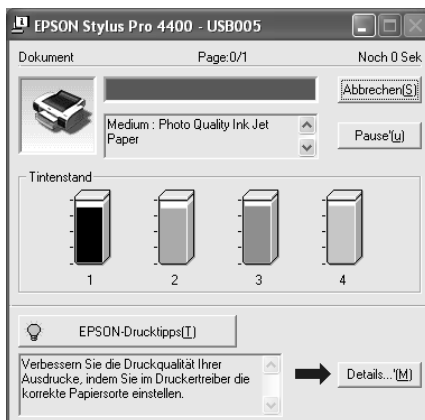 EPSON Stylus Pro 4400 - USB005
Dokument Page:0/1 Noch 0 Sek
Abbrechen(S)
Medium : Photo Quality Ink Jet
Paper
Pause'(u)
Tintenstand
1 2 3 4
EPSON-Drucktipps(T)
Verbessern Sie die Druckqualität Ihrer
Ausdrucke, indem Sie im Druckertreiber die
korrekte Papiersorte einstellen.
Details...'(M)